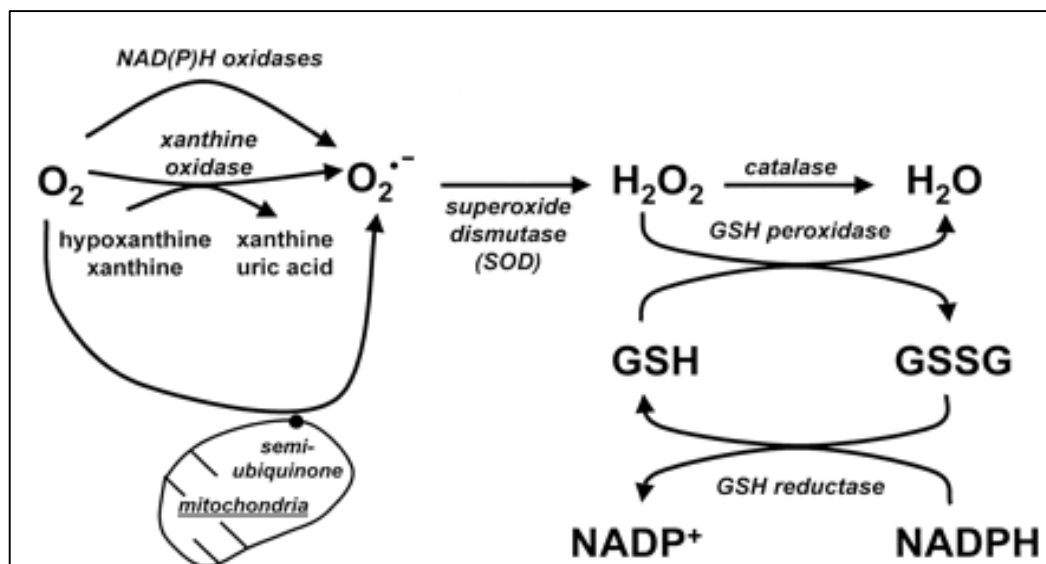 NAD(P)H oxidases
xanthine
oxidase
O₂
O₂•⁻
hypoxanthine
xanthine
xanthine
uric acid
semi-
ubiquinone
mitochondria
superoxide
dismutase
(SOD)
H₂O₂
catalase
H₂O
GSH peroxidase
GSH
GSSG
GSH reductase
NADP⁺
NADPH